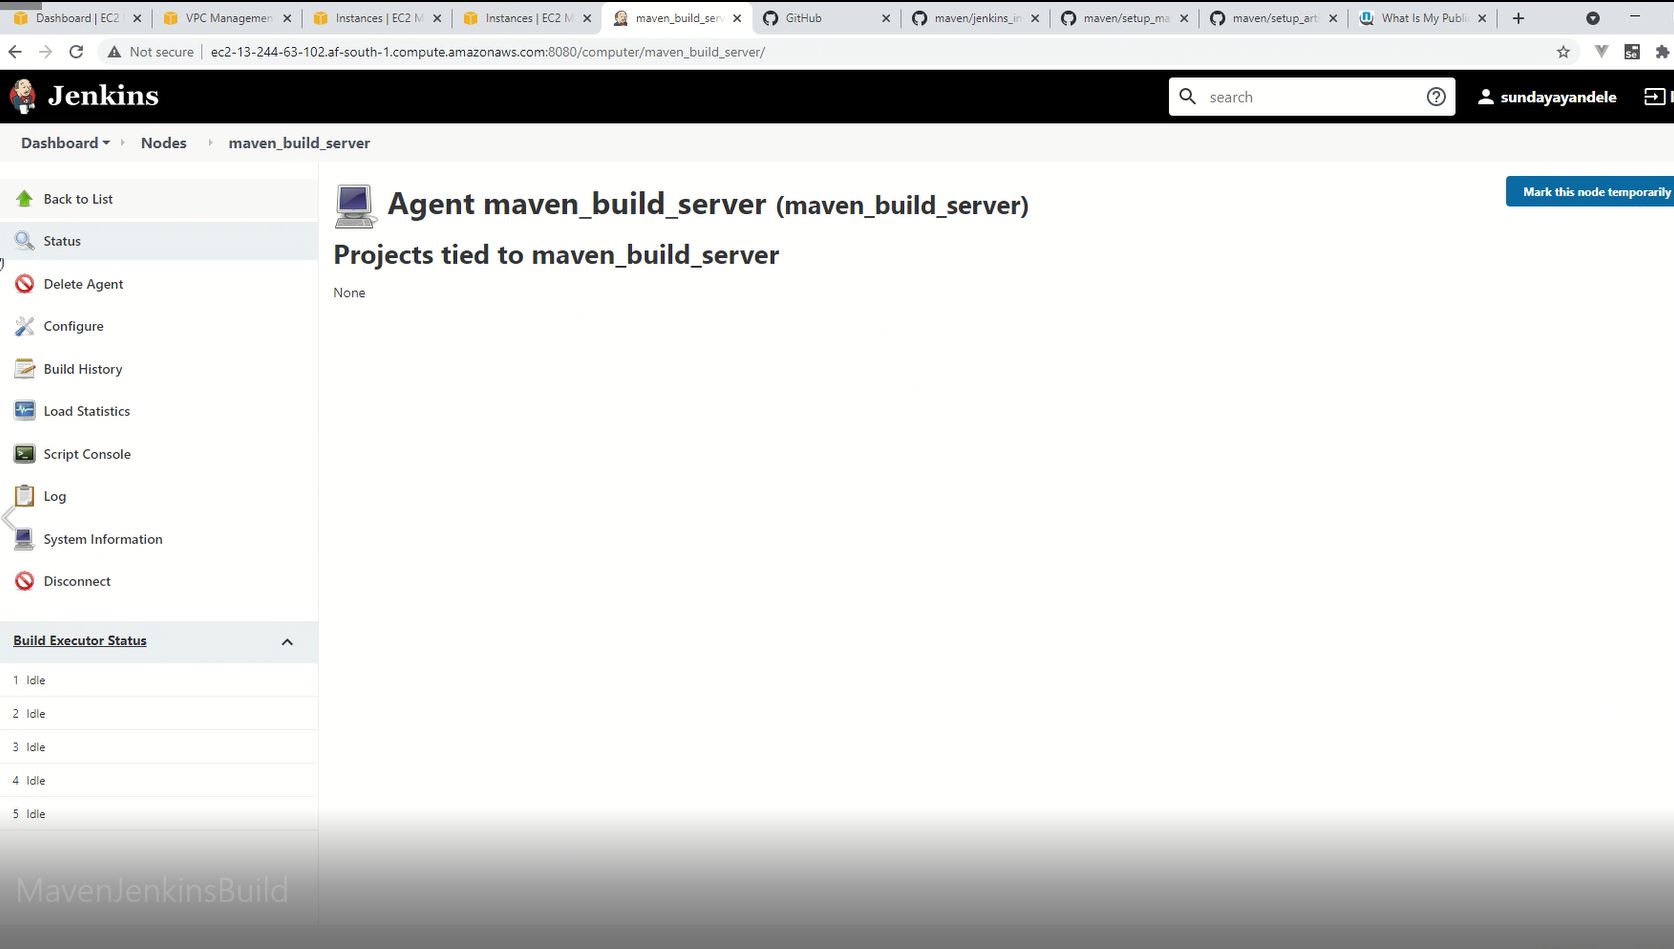 Dashboard | EC2
VPC Managemen
Instances | EC2 M
Instances | EC2 M
maven_build_serv
GitHub
maven/jenkins_in
maven/setup_ma
maven/setup_art
What Is My Publi
Not secure
ec2-13-244-63-102.af-south-1.compute.amazonaws.com:8080/computer/maven_build_server/
Jenkins
search
sundayayandele
Dashboard
Nodes
maven_build_server
Back to List
Status
Delete Agent
Configure
Build History
Load Statistics
Script Console
Log
System Information
Disconnect
Agent maven_build_server (maven_build_server)
Mark this node temporarily
Projects tied to maven_build_server
None
Build Executor Status
1 Idle
2 Idle
3 Idle
4 Idle
5 Idle
MavenJenkinsBuild